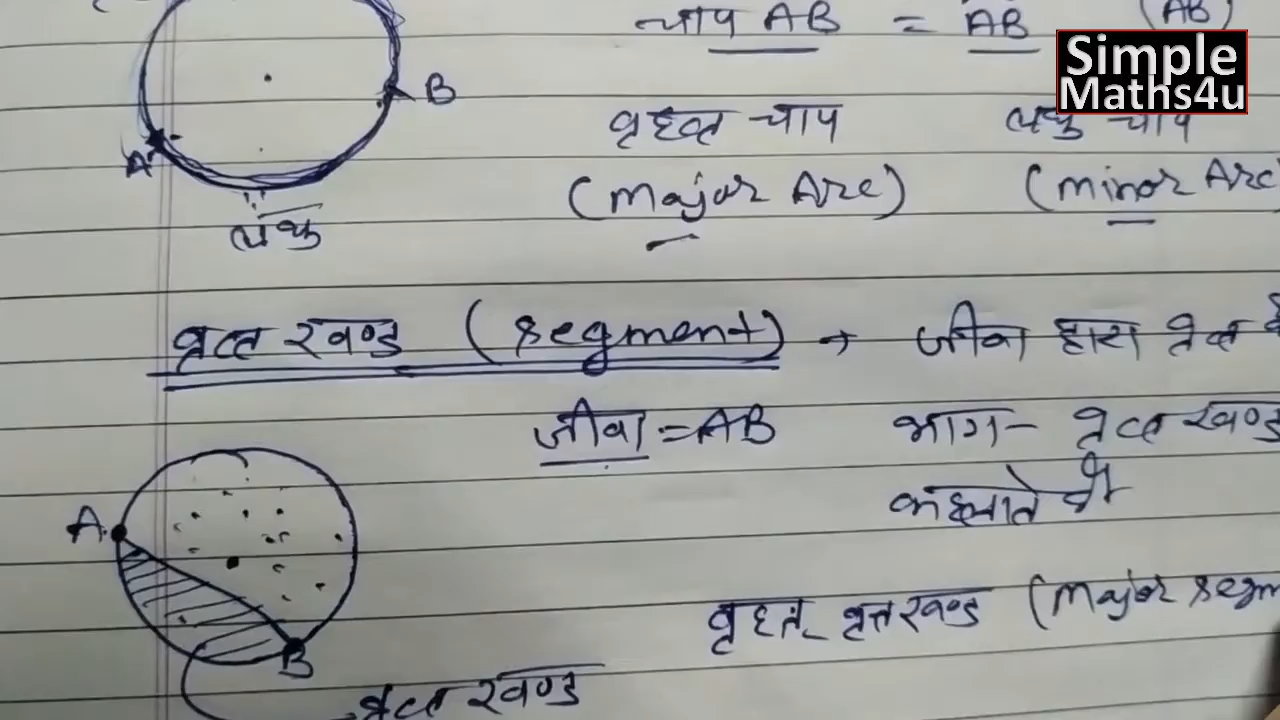 चाप AB = AB (AB)
Simple
Maths4u
B
वृहत्त चाप लघु चाप
A
(Major Arc) (minor Arc
लघु
वृत्त खण्ड (segment) → जीवा द्वारा वृत्त के
जीवा = AB भाग - वृत्त खण्ड
कहलाते है
A
वृहत् वृत्तखण्ड (Major segm
B
वृत्त खण्ड